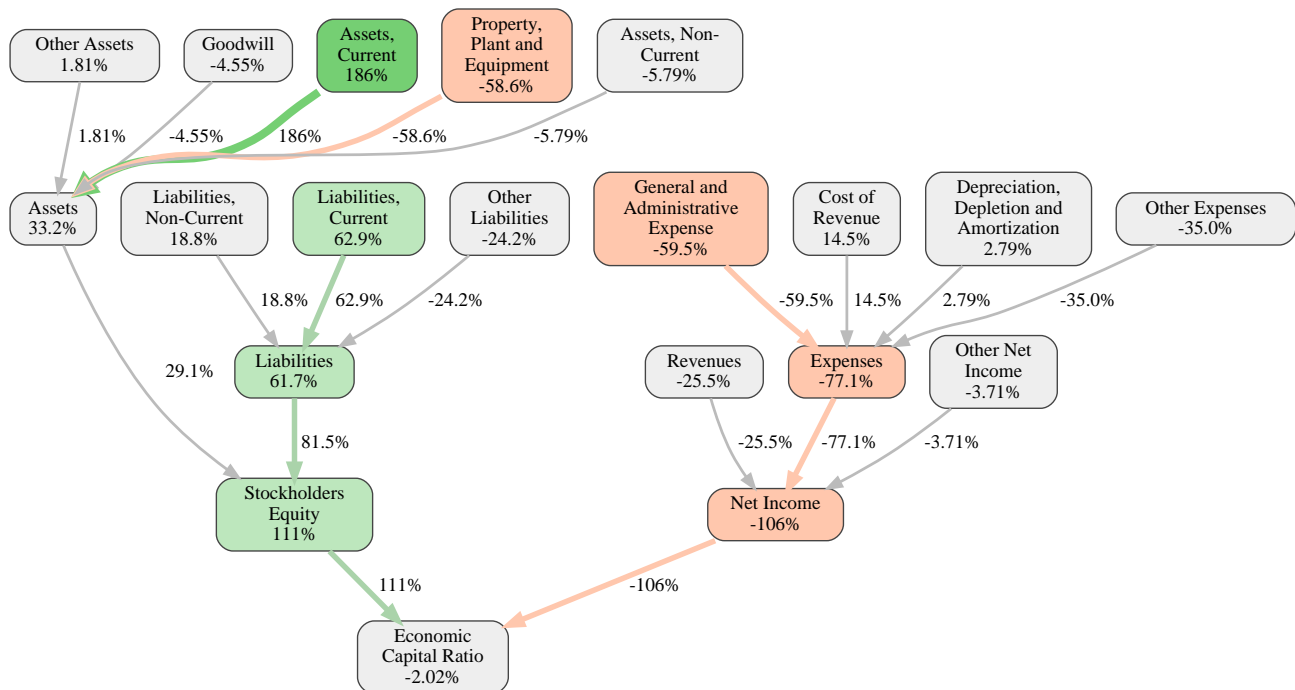 Other Assets
1.81%
Goodwill
-4.55%
Assets,
Current
186%
Property,
Plant and
Equipment
-58.6%
Assets, Non-
Current
-5.79%
1.81%
-4.55%
186%
-58.6%
-5.79%
Assets
33.2%
Liabilities,
Non-Current
18.8%
Liabilities,
Current
62.9%
Other
Liabilities
-24.2%
General and
Administrative
Expense
-59.5%
Cost of
Revenue
14.5%
Depreciation,
Depletion and
Amortization
2.79%
Other Expenses
-35.0%
18.8%
62.9%
-24.2%
-59.5%
14.5%
2.79%
-35.0%
29.1%
Liabilities
61.7%
Revenues
-25.5%
Expenses
-77.1%
Other Net
Income
-3.71%
81.5%
-25.5%
-77.1%
-3.71%
Stockholders
Equity
111%
Net Income
-106%
111%
-106%
Economic
Capital Ratio
-2.02%